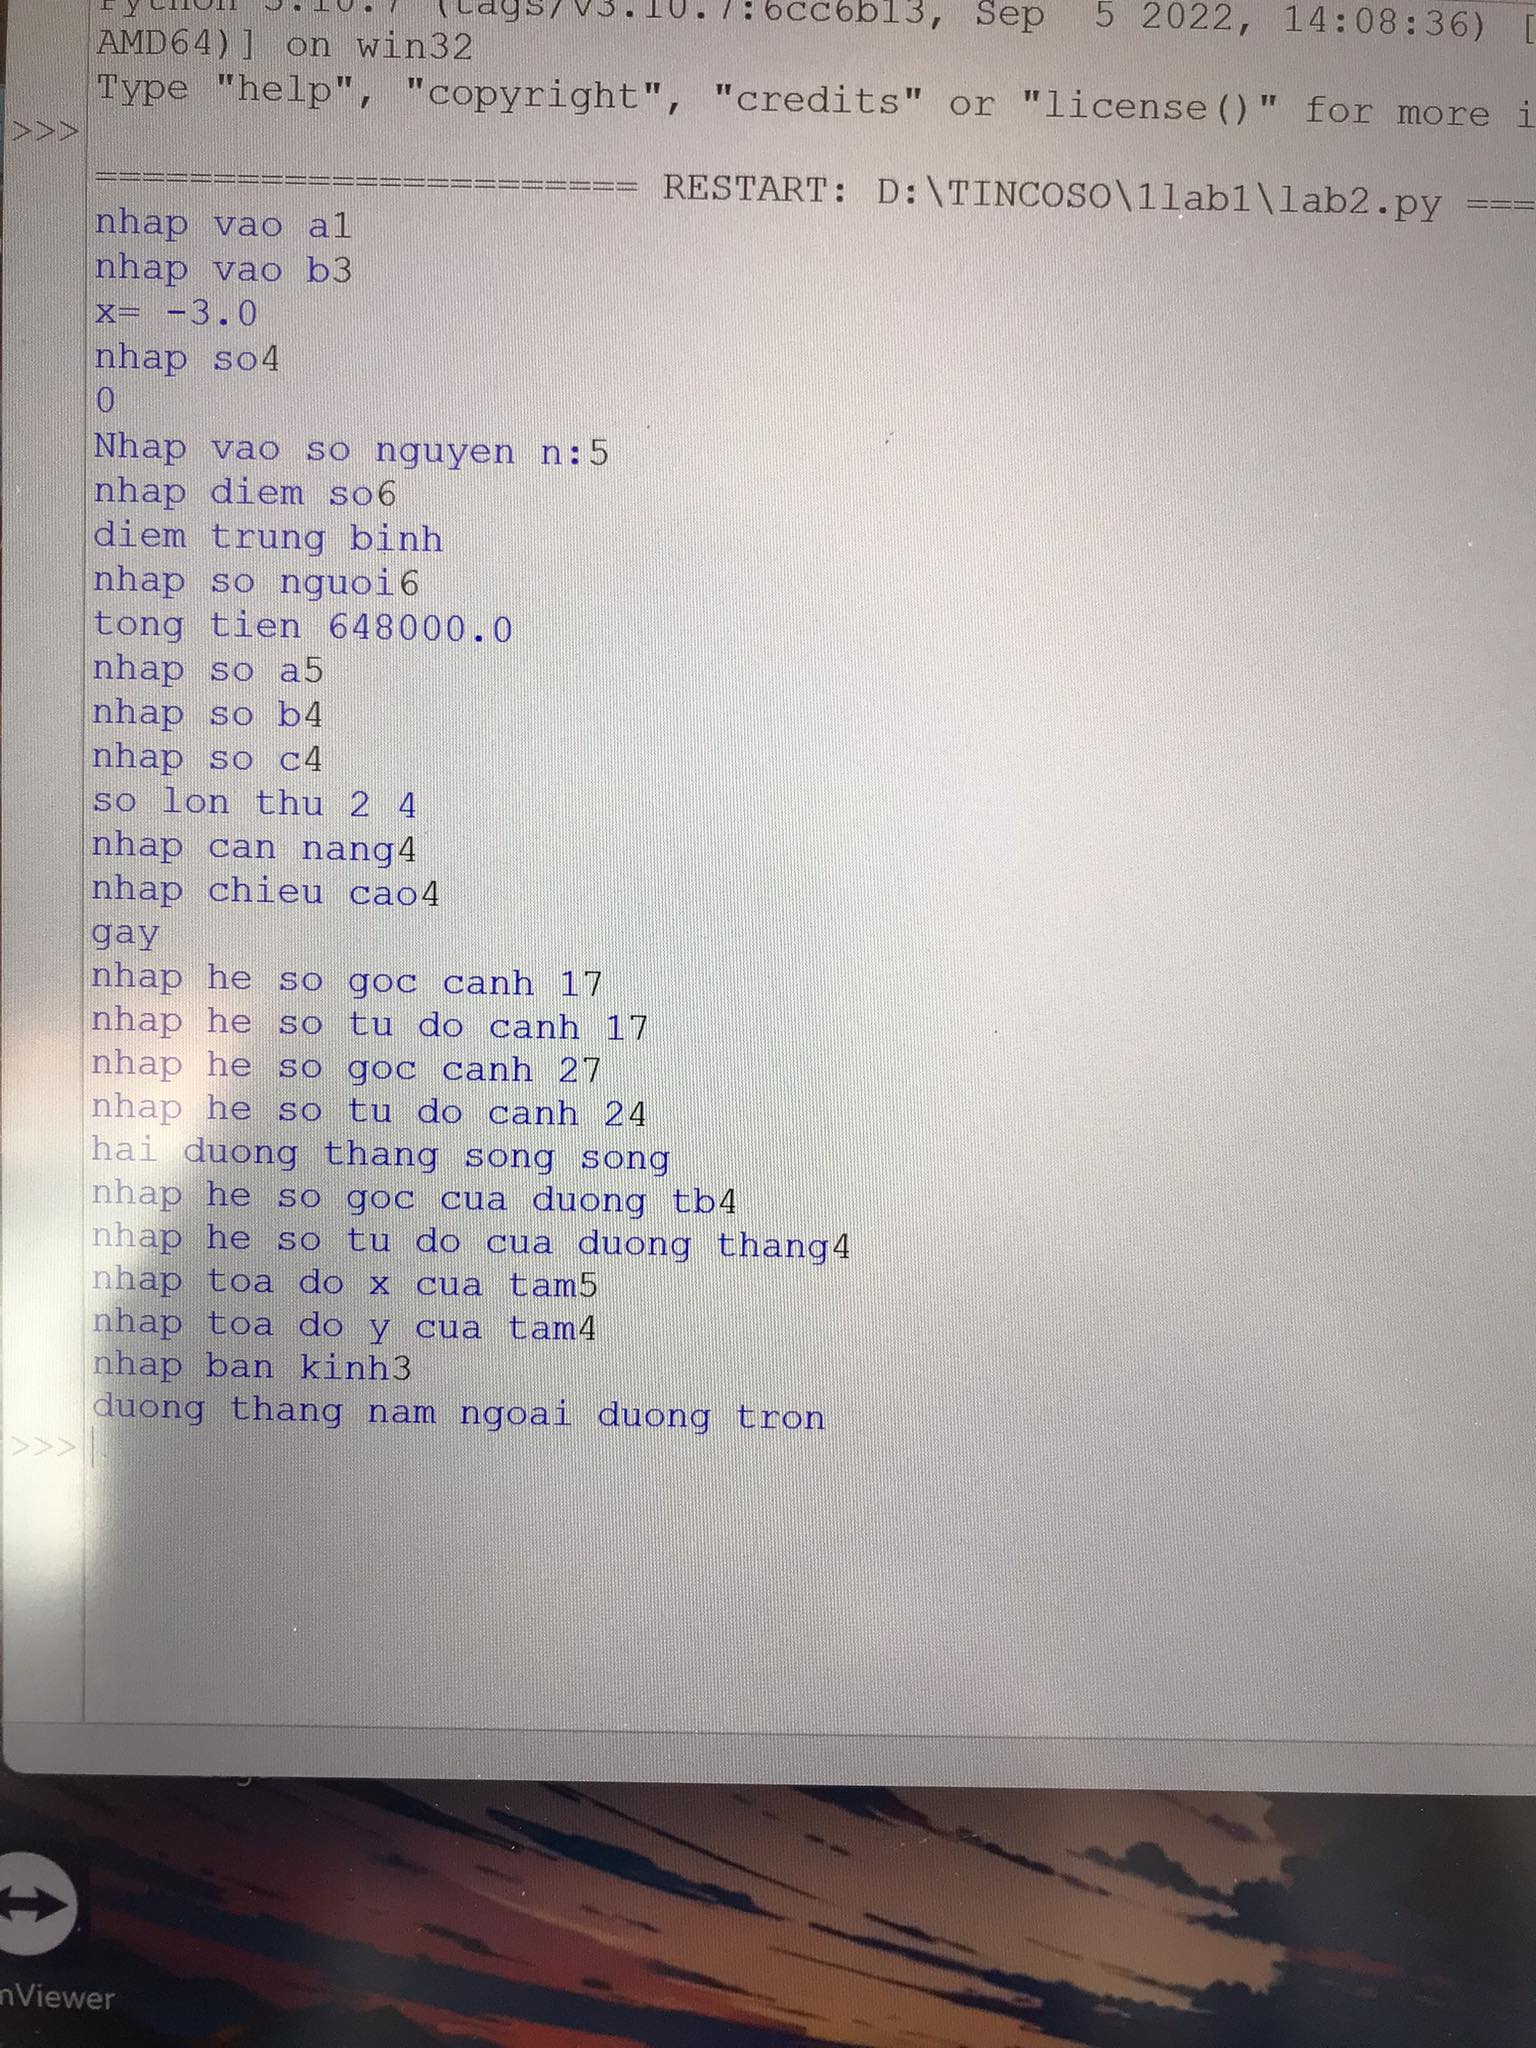 Python 3.10.7 (tags/v3.10.7:6cc6b13, Sep  5 2022, 14:08:36) [
AMD64)] on win32
Type "help", "copyright", "credits" or "license()" for more i
>>>
======================= RESTART: D:\TINCOSO\1lab1\lab2.py ===
nhap vao a1
nhap vao b3
x= -3.0
nhap so4
0
Nhap vao so nguyen n:5
nhap diem so6
diem trung binh
nhap so nguoi6
tong tien 648000.0
nhap so a5
nhap so b4
nhap so c4
so lon thu 2 4
nhap can nang4
nhap chieu cao4
gay
nhap he so goc canh 17
nhap he so tu do canh 17
nhap he so goc canh 27
nhap he so tu do canh 24
hai duong thang song song
nhap he so goc cua duong tb4
nhap he so tu do cua duong thang4
nhap toa do x cua tam5
nhap toa do y cua tam4
nhap ban kinh3
duong thang nam ngoai duong tron
>>>
nViewer